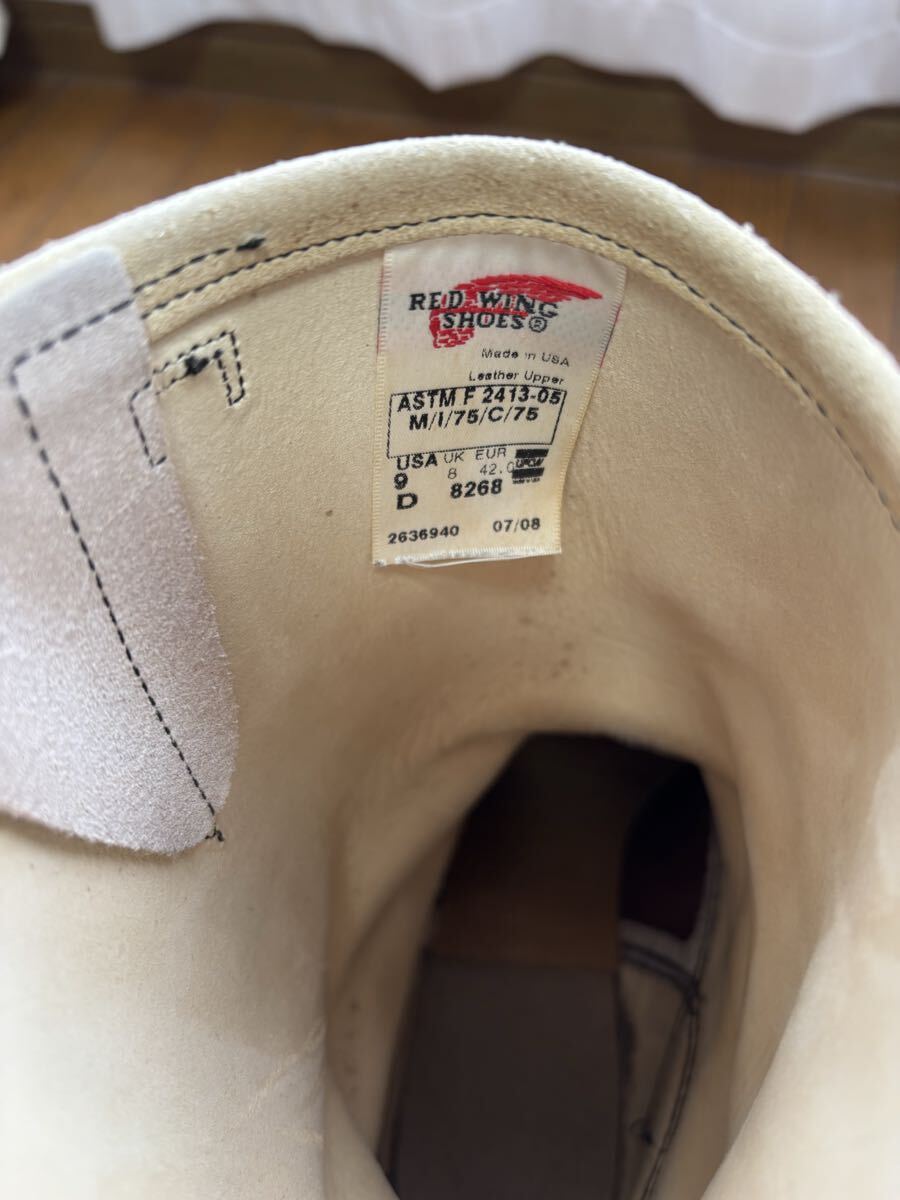 RED WING
SHOES®
Made in USA
Leather Upper
ASTM F 2413-05
M/I/75/C/75
USA UK EUR
9 8 42.0
D 8268
2636940 07/08